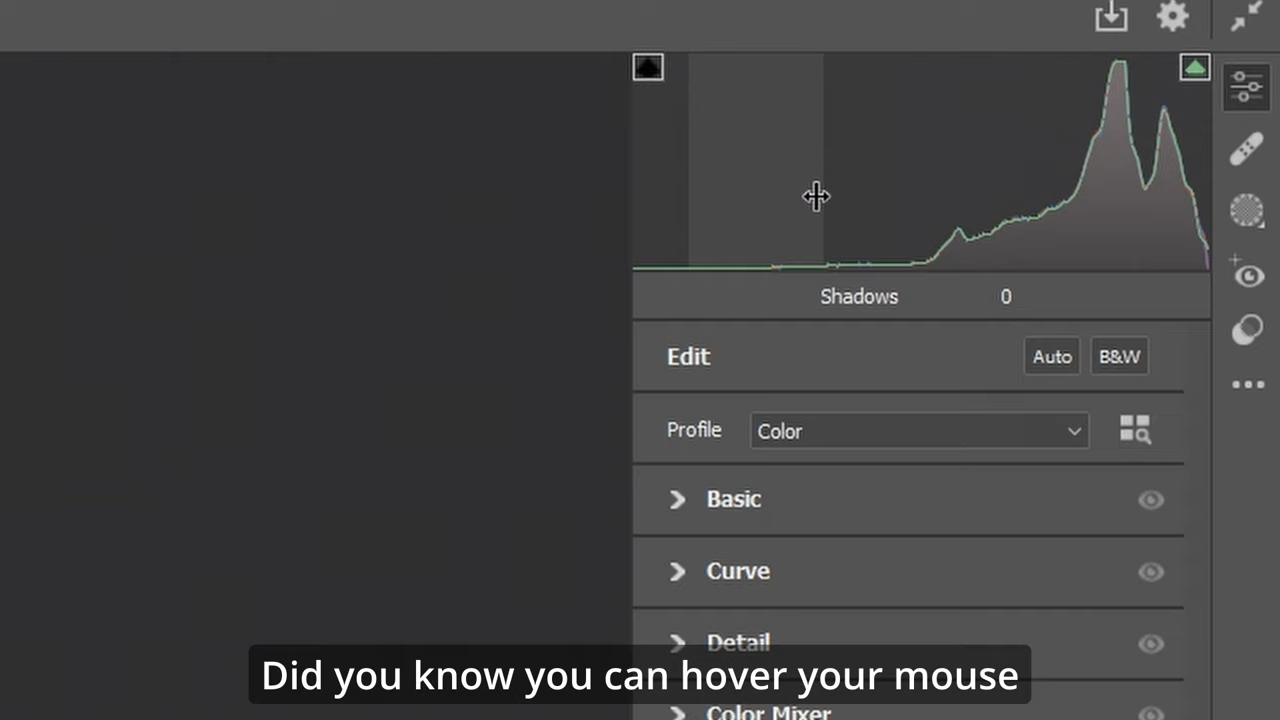 Shadows 0
Edit Auto B&W
Profile Color
Basic
Curve
Detail
Color Mixer
Did you know you can hover your mouse